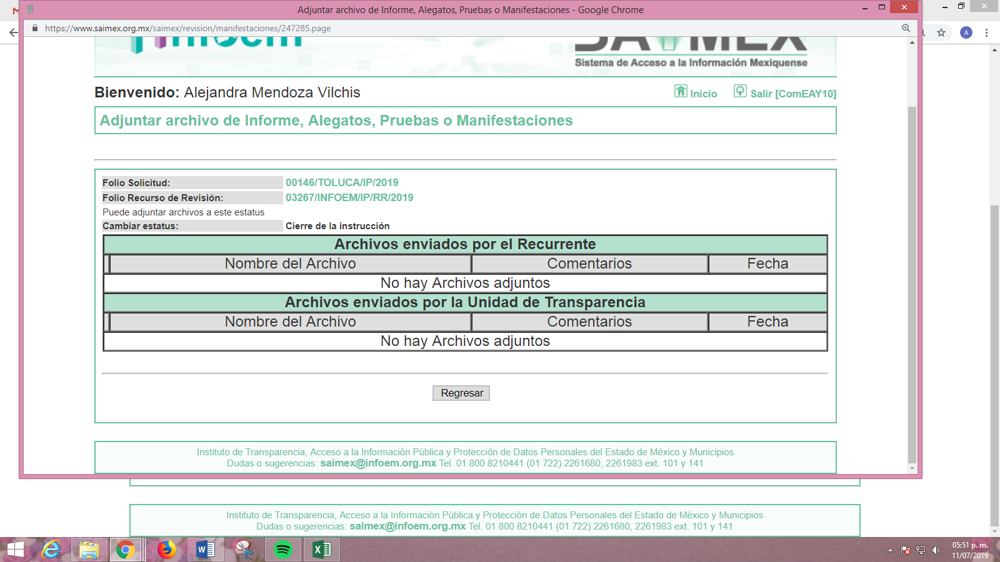 Adjuntar archivo de Informe, Alegatos, Pruebas o Manifestaciones - Google Chrome
https://www.saimex.org.mx/saimex/revision/manifestaciones/247285.page
A
infoem
SAIMEX
Sistema de Acceso a la Información Mexiquense
Bienvenido: Alejandra Mendoza Vilchis
Inicio
Salir [ComEAY10]
Adjuntar archivo de Informe, Alegatos, Pruebas o Manifestaciones
Folio Solicitud: 00146/TOLUCA/IP/2019
Folio Recurso de Revisión: 03267/INFOEM/IP/RR/2019
Puede adjuntar archivos a este estatus
Cambiar estatus: Cierre de la instrucción
Archivos enviados por el Recurrente
Nombre del Archivo Comentarios Fecha
No hay Archivos adjuntos
Archivos enviados por la Unidad de Transparencia
Nombre del Archivo Comentarios Fecha
No hay Archivos adjuntos
Regresar
Instituto de Transparencia, Acceso a la Información Pública y Protección de Datos Personales del Estado de México y Municipios
Dudas o sugerencias: saimex@infoem.org.mx Tel. 01 800 8210441 (01 722) 2261680, 2261983 ext. 101 y 141
Instituto de Transparencia, Acceso a la Información Pública y Protección de Datos Personales del Estado de México y Municipios
Dudas o sugerencias: saimex@infoem.org.mx Tel. 01 800 8210441 (01 722) 2261680, 2261983 ext. 101 y 141
05:51 p. m.
11/07/2019